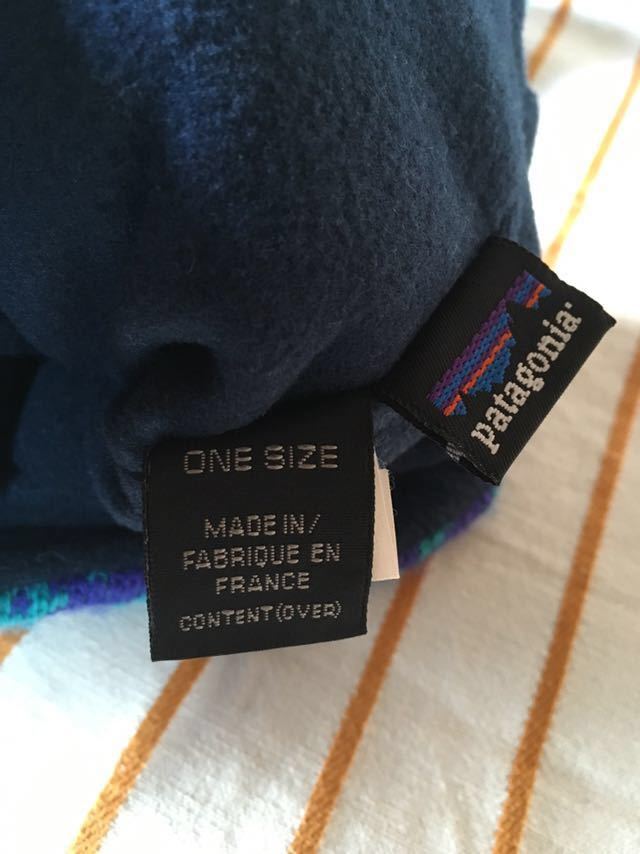 patagonia
ONE SIZE
MADE IN/
FABRIQUE EN
FRANCE
CONTENT(OVER)